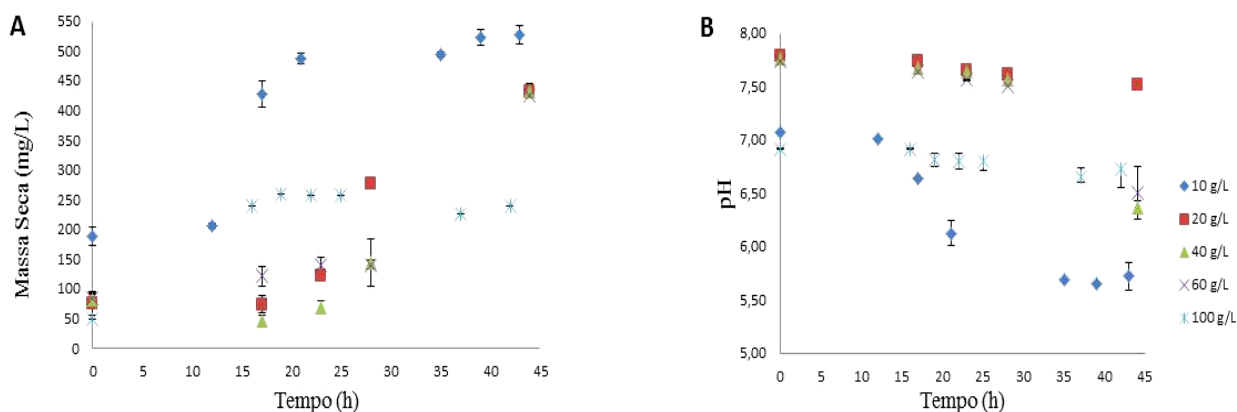 A
Massa Seca (mg/L)
550
500
450
400
350
300
250
200
150
100
50
0
0 5 10 15 20 25 30 35 40 45
Tempo (h)
B
pH
8,00
7,50
7,00
6,50
6,00
5,50
5,00
0 5 10 15 20 25 30 35 40 45
Tempo (h)
10 g/L
20 g/L
40 g/L
60 g/L
100 g/L